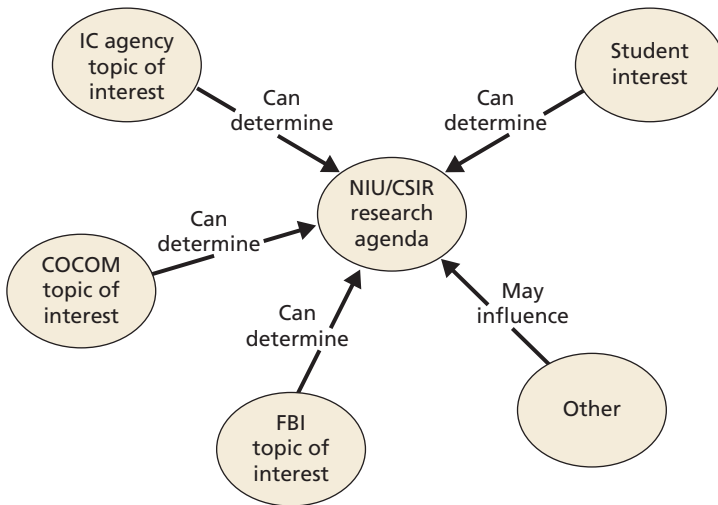 IC agency
topic of
interest
Student
interest
Can
determine
Can
determine
NIU/CSIR
research
agenda
Can
determine
COCOM
topic of
interest
Can
determine
May
influence
FBI
topic of
interest
Other